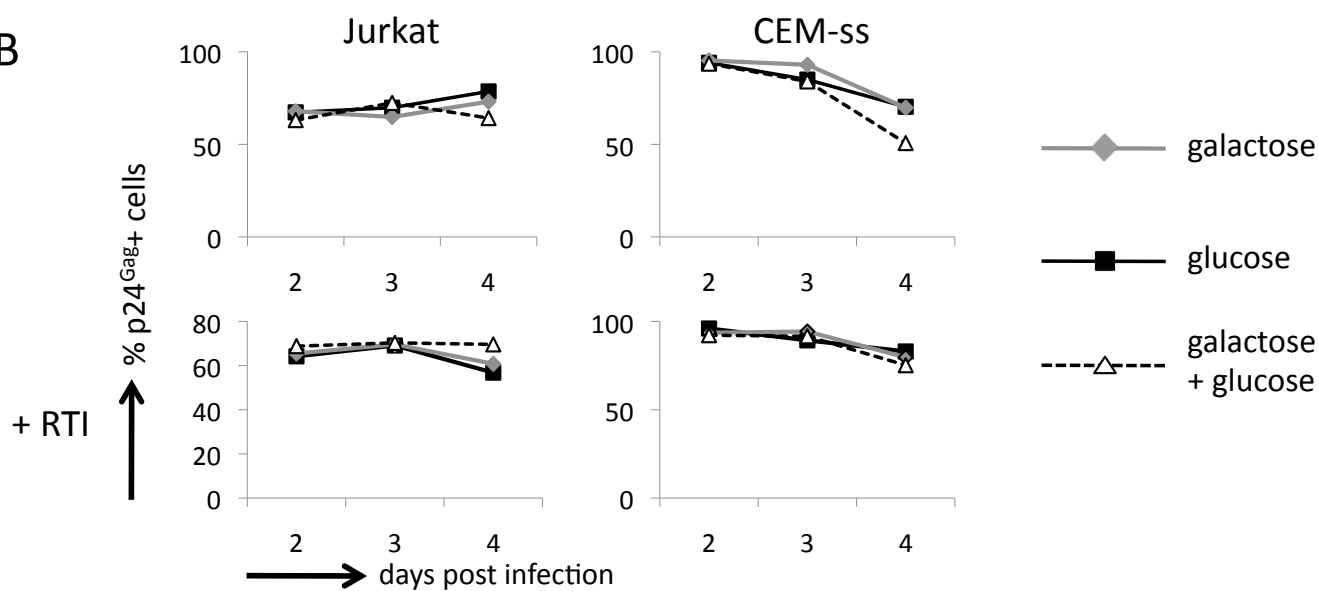 B
Jurkat
CEM-ss
100
50
0
2 3 4
100
50
0
2 3 4
galactose
glucose
galactose
+ glucose
% p24Gag+ cells
+ RTI
80
60
40
20
0
2 3 4
100
50
0
2 3 4
days post infection